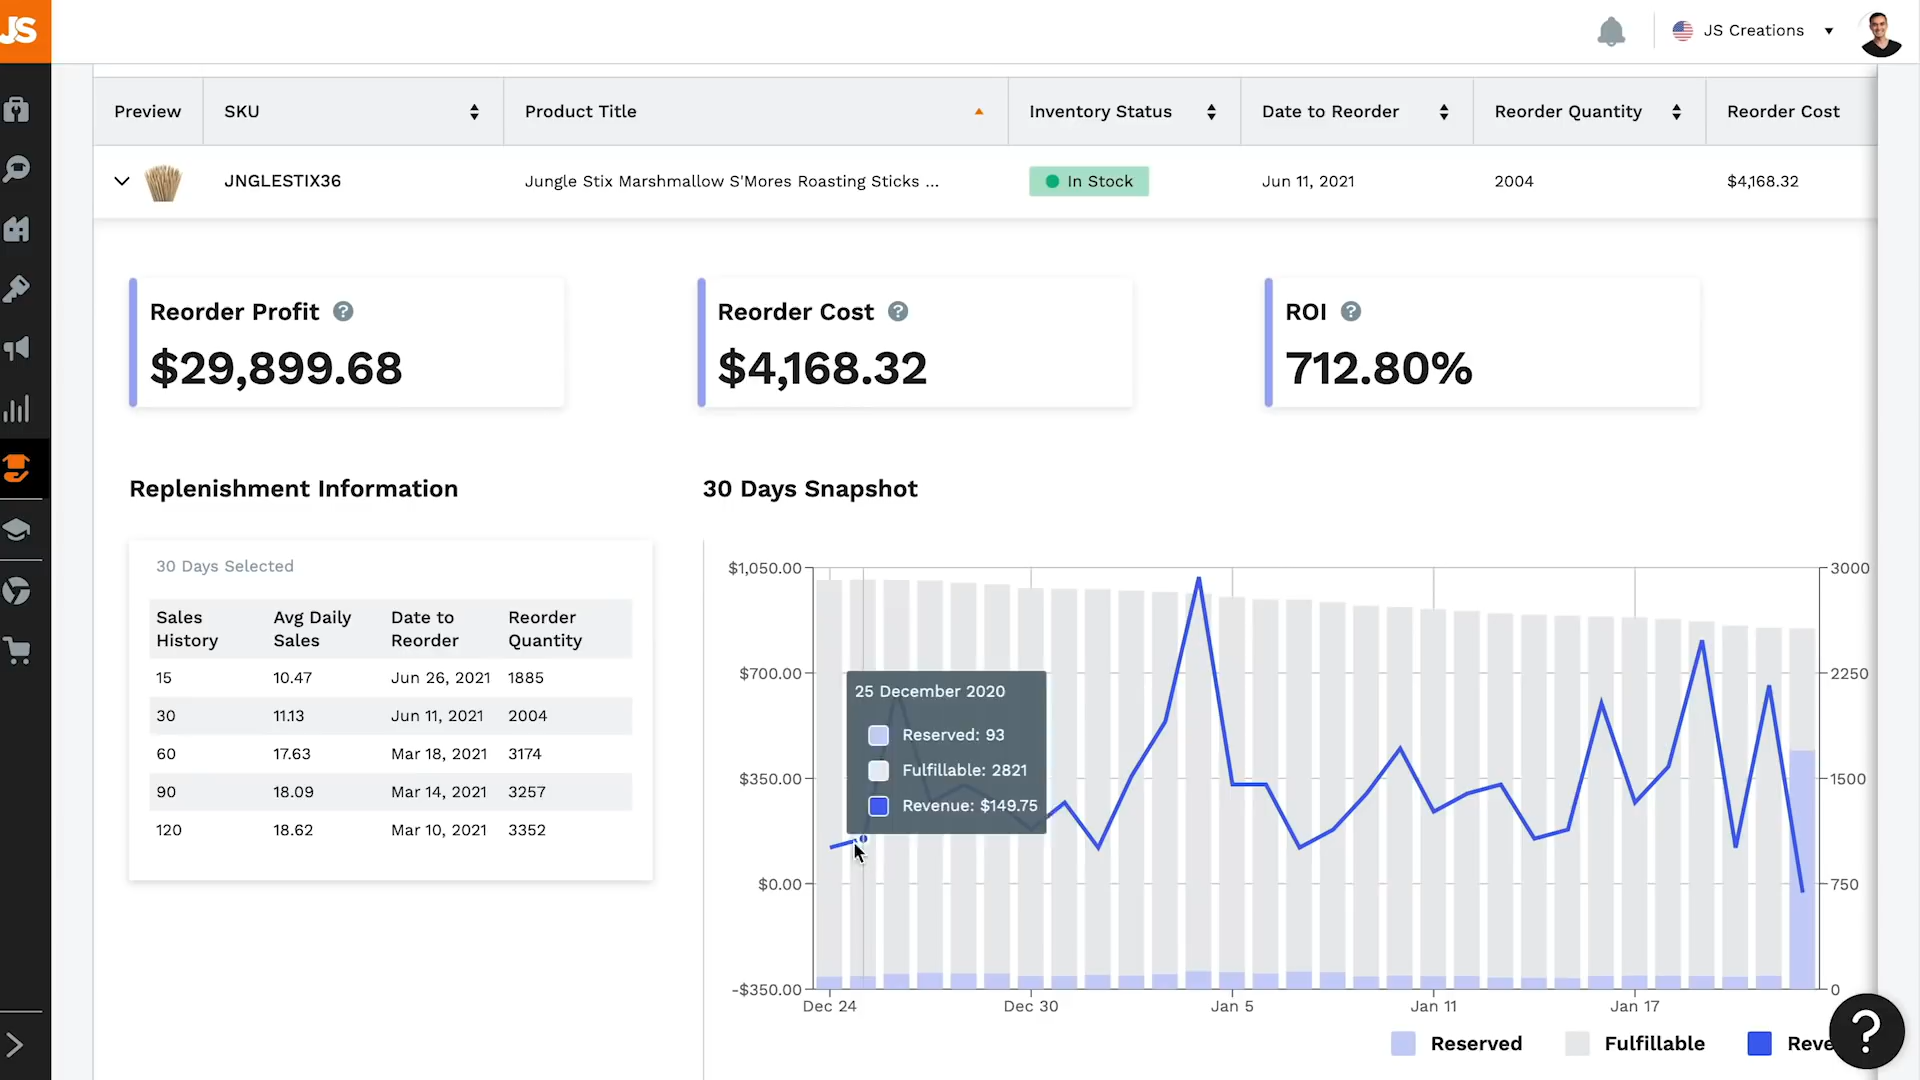 JS
JS Creations
Preview SKU Product Title Inventory Status Date to Reorder Reorder Quantity Reorder Cost
JNGLESTIX36 Jungle Stix Marshmallow S'Mores Roasting Sticks ... In Stock Jun 11, 2021 2004 $4,168.32
Reorder Profit ?
$29,899.68
Reorder Cost ?
$4,168.32
ROI ?
712.80%
Replenishment Information
30 Days Selected
Sales History Avg Daily Sales Date to Reorder Reorder Quantity
15 10.47 Jun 26, 2021 1885
30 11.13 Jun 11, 2021 2004
60 17.63 Mar 18, 2021 3174
90 18.09 Mar 14, 2021 3257
120 18.62 Mar 10, 2021 3352
30 Days Snapshot
$1,050.00 3000
$700.00 2250
$350.00 1500
$0.00 750
-$350.00 0
25 December 2020
Reserved: 93
Fulfillable: 2821
Revenue: $149.75
Dec 24 Dec 30 Jan 5 Jan 11 Jan 17
Reserved Fulfillable Reve
?